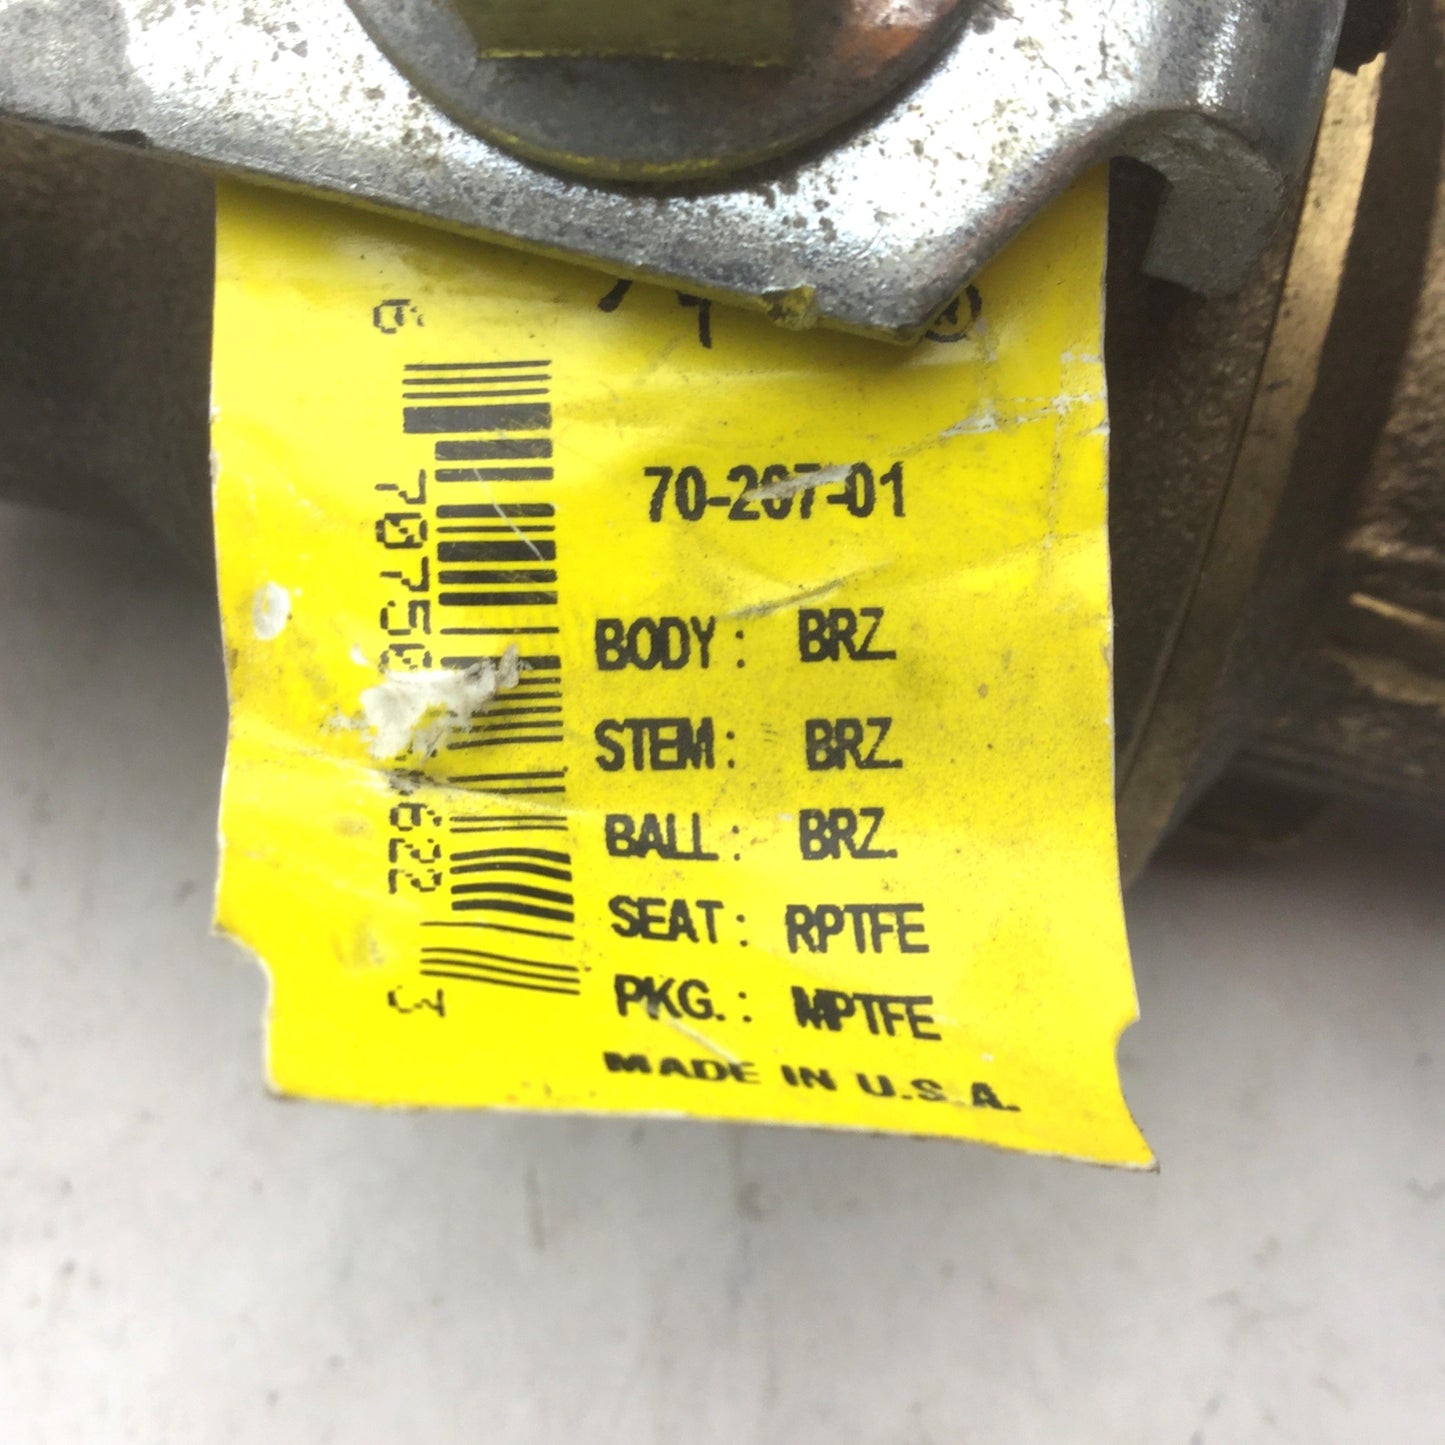 70-207-01
BODY: BRZ.
STEM: BRZ.
BALL: BRZ.
SEAT: RPTFE
PKG.: MPTFE
MADE IN U.S.A.